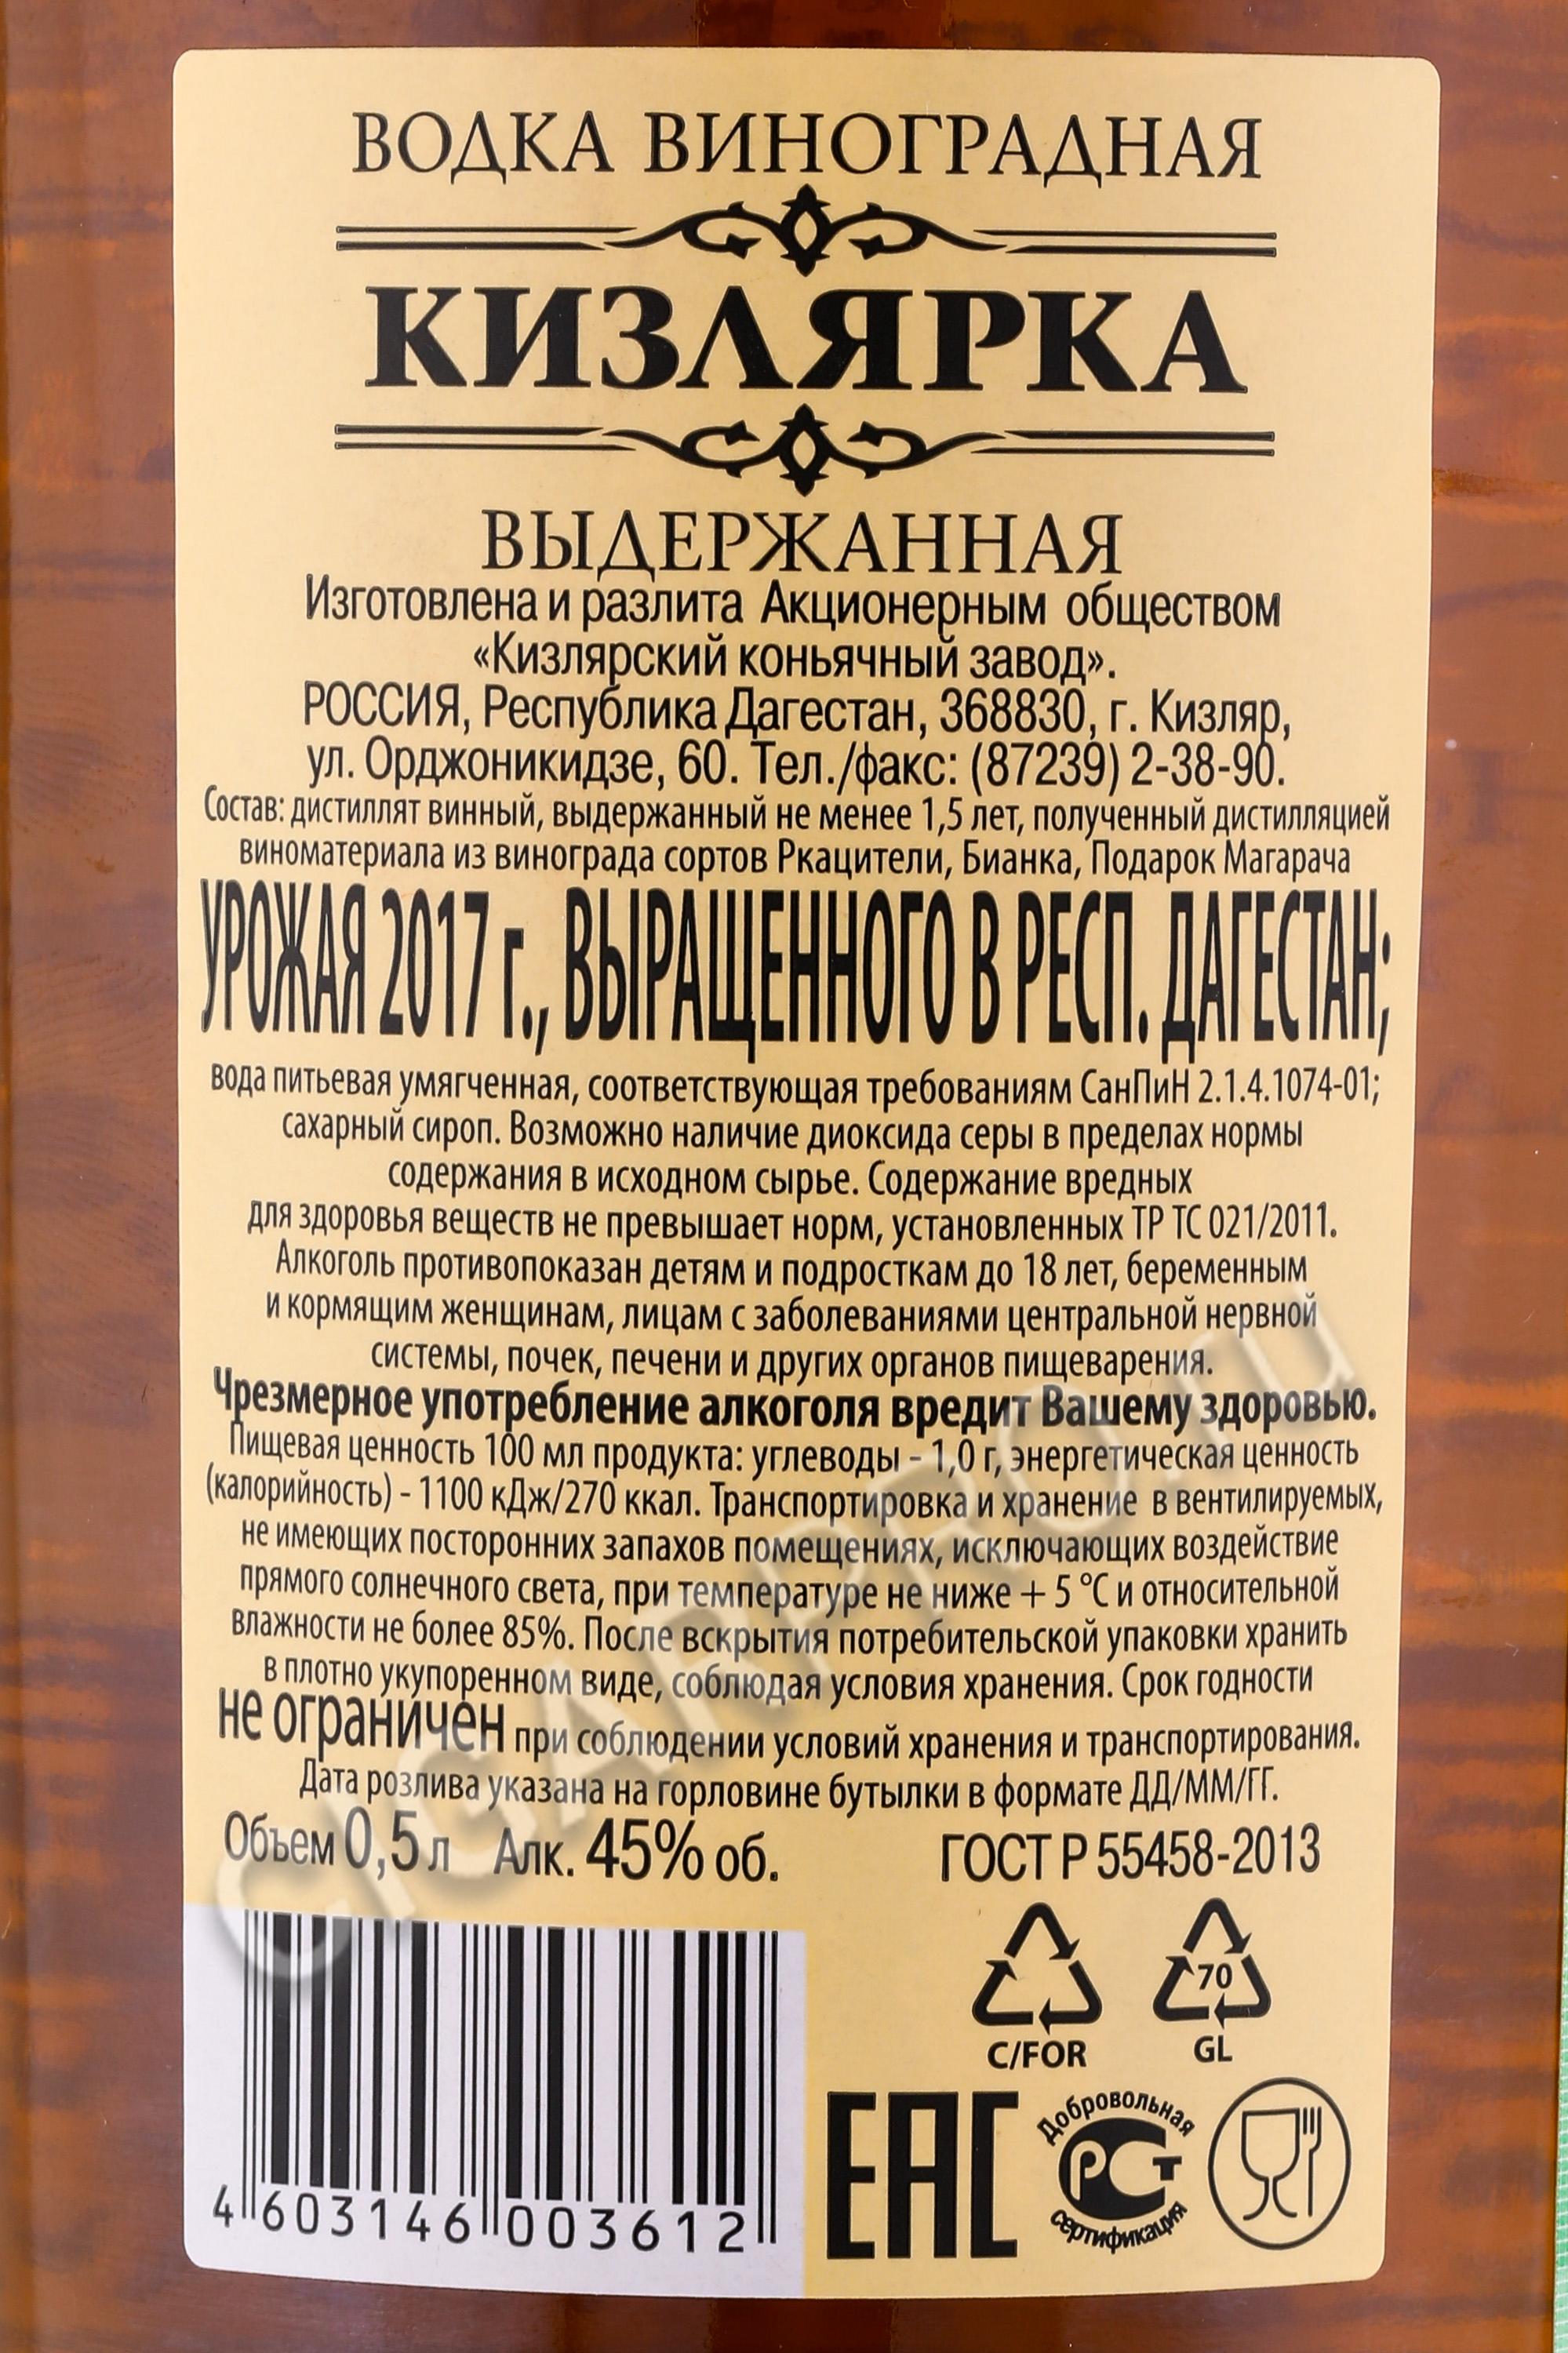 ВОДКА ВИНОГРАДНАЯ
КИЗЛЯРКА
ВЫДЕРЖАННАЯ
Изготовлена и разлита Акционерным обществом
«Кизлярский коньячный завод».
РОССИЯ, Республика Дагестан, 368830, г. Кизляр,
ул. Орджоникидзе, 60. Тел./факс: (87239) 2-38-90.
Состав: дистиллят винный, выдержанный не менее 1,5 лет, полученный дистилляцией
виноматериала из винограда сортов Ркацители, Бианка, Подарок Магарача
УРОЖАЯ 2017 г., ВЫРАЩЕННОГО В РЕСП. ДАГЕСТАН;
вода питьевая умягченная, соответствующая требованиям СанПиН 2.1.4.1074-01;
сахарный сироп. Возможно наличие диоксида серы в пределах нормы
содержания в исходном сырье. Содержание вредных
для здоровья веществ не превышает норм, установленных ТР ТС 021/2011.
Алкоголь противопоказан детям и подросткам до 18 лет, беременным
и кормящим женщинам, лицам с заболеваниями центральной нервной
системы, почек, печени и других органов пищеварения.
Чрезмерное употребление алкоголя вредит Вашему здоровью.
Пищевая ценность 100 мл продукта: углеводы - 1,0 г, энергетическая ценность
(калорийность) - 1100 кДж/270 ккал. Транспортировка и хранение в вентилируемых,
не имеющих посторонних запахов помещениях, исключающих воздействие
прямого солнечного света, при температуре не ниже + 5 °С и относительной
влажности не более 85%. После вскрытия потребительской упаковки хранить
в плотно укупоренном виде, соблюдая условия хранения. Срок годности
не ограничен при соблюдении условий хранения и транспортирования.
Дата розлива указана на горловине бутылки в формате ДД/ММ/ГГ.
Объем 0,5 л Алк. 45% об. ГОСТ Р 55458-2013
C/FOR
70
GL
4 603146 003612
ЕАС
Добровольная
РСТ
сертификация
CIGARPRO.ru